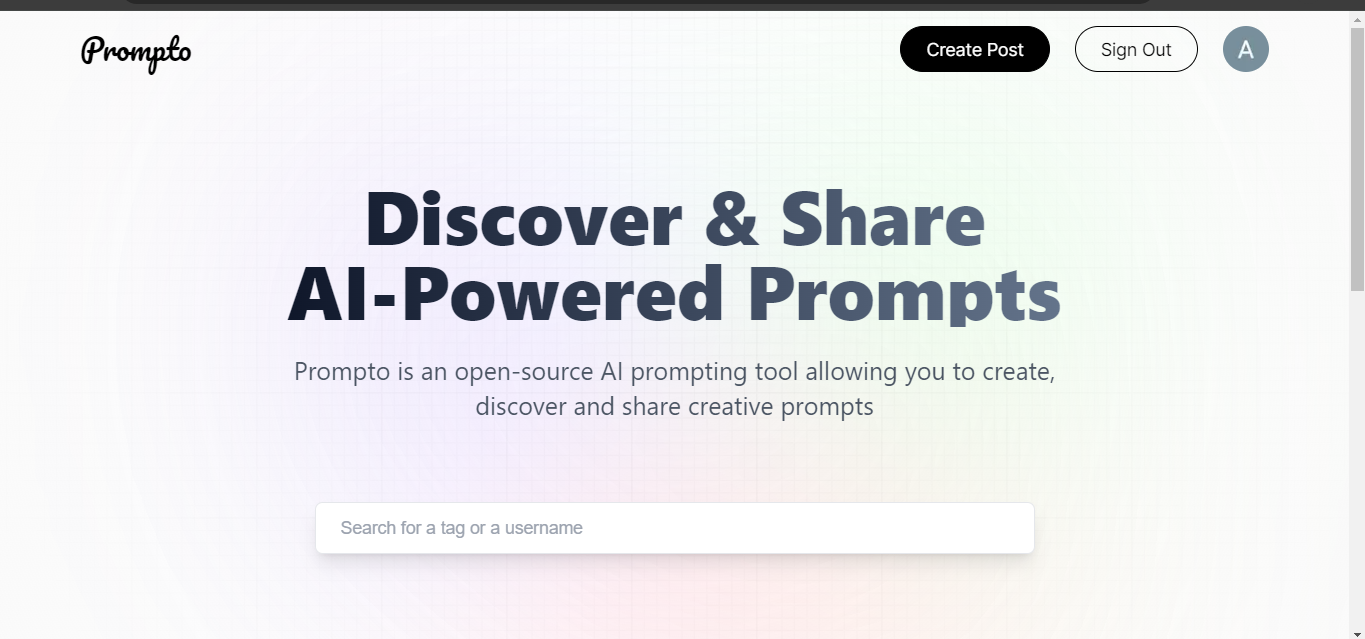 Prompto
Create Post
Sign Out
A
Discover & Share
AI-Powered Prompts
Prompto is an open-source AI prompting tool allowing you to create,
discover and share creative prompts
Search for a tag or a username